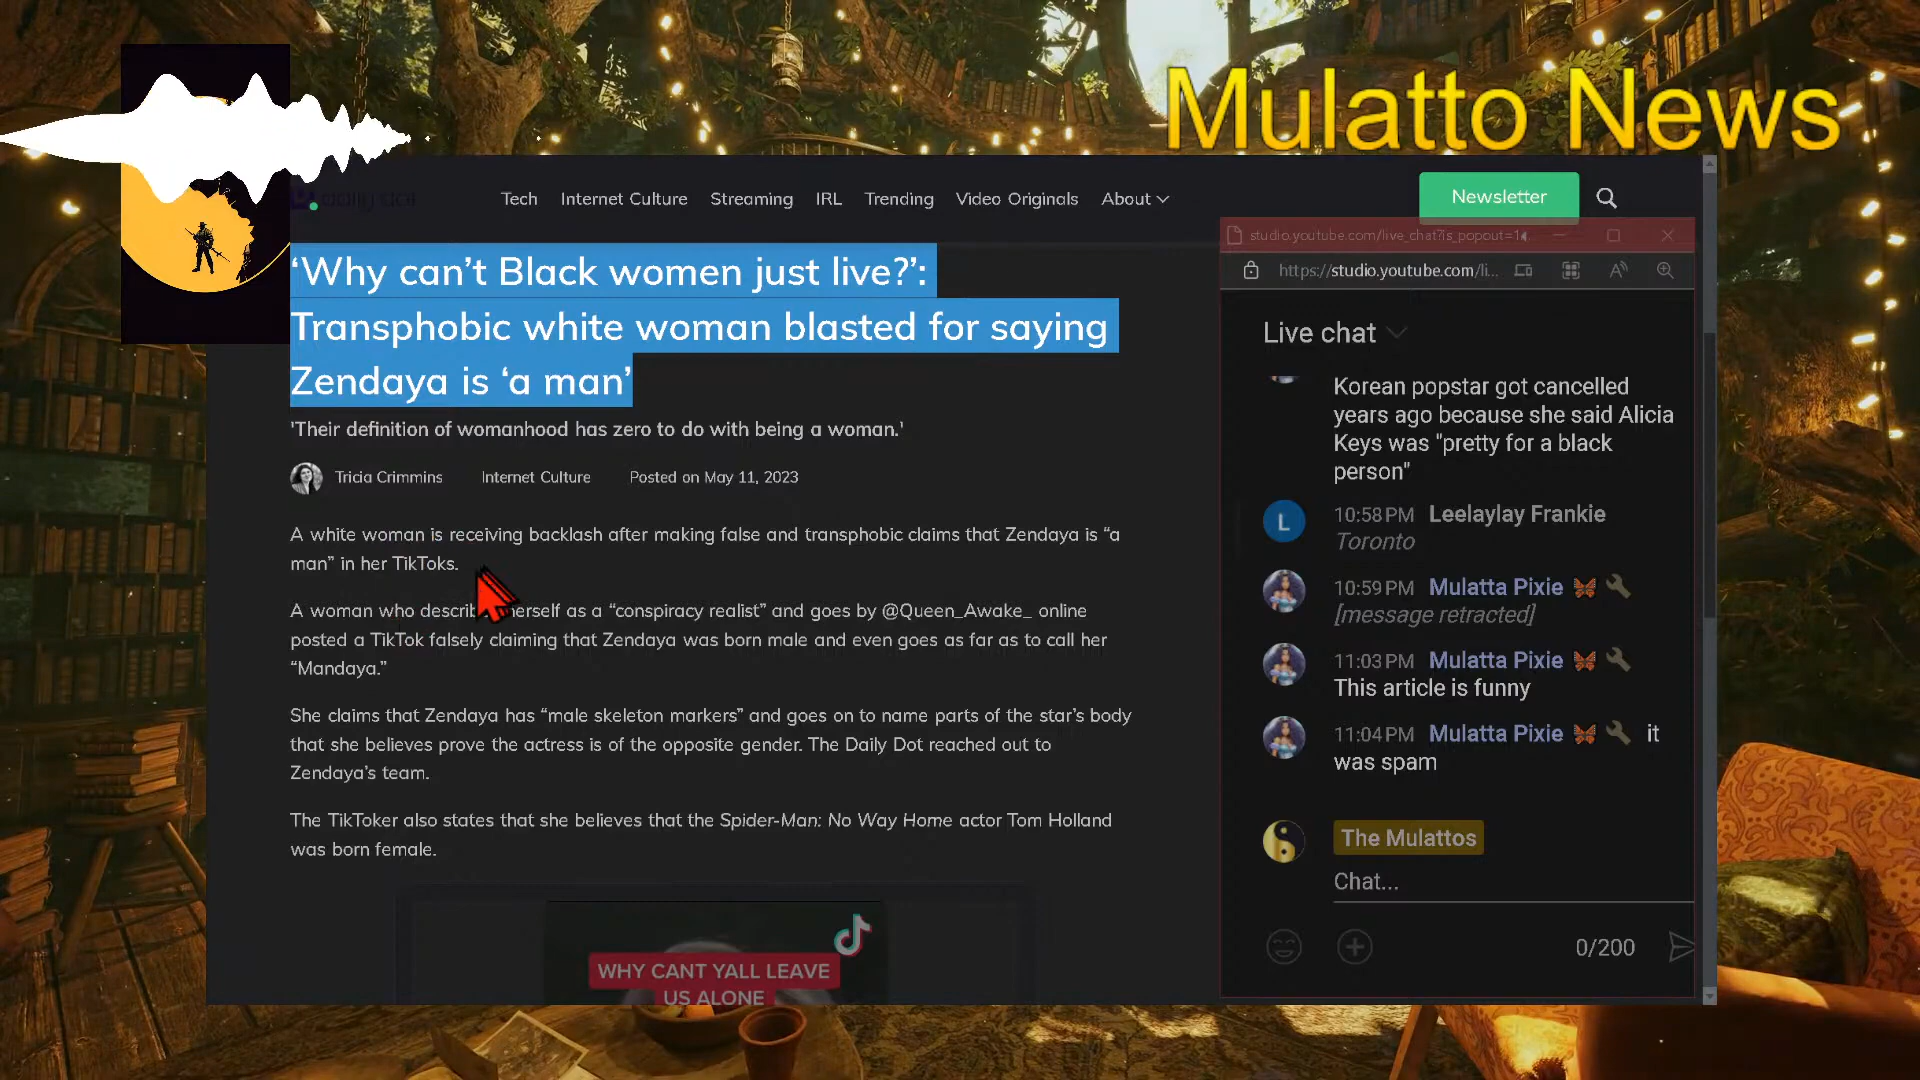 Mulatto News
Tech Internet Culture Streaming IRL Trending Video Originals About Newsletter
‘Why can’t Black women just live?’:
Transphobic white woman blasted for saying
Zendaya is ‘a man’
'Their definition of womanhood has zero to do with being a woman.'
Tricia Crimmins Internet Culture Posted on May 11, 2023
A white woman is receiving backlash after making false and transphobic claims that Zendaya is “a
man” in her TikToks.
A woman who herself as a “conspiracy realist” and goes by @Queen_Awake_ online
posted a TikTok falsely claiming that Zendaya was born male and even goes as far as to call her
“Mandaya.”
She claims that Zendaya has “male skeleton markers” and goes on to name parts of the star’s body
that she believes prove the actress is of the opposite gender. The Daily Dot reached out to
Zendaya’s team.
The TikToker also states that she believes that the Spider-Man: No Way Home actor Tom Holland
was born female.
WHY CANT YALL LEAVE
US ALONE
studio.youtube.com/live_chat?is_popout=1
https://studio.youtube.com/li...
Live chat
Korean popstar got cancelled
years ago because she said Alicia
Keys was "pretty for a black
person"
10:58 PM Leelaylay Frankie
Toronto
10:59 PM Mulatta Pixie
[message retracted]
11:03 PM Mulatta Pixie
This article is funny
11:04 PM Mulatta Pixie it
was spam
L
The Mulattos
Chat...
0/200